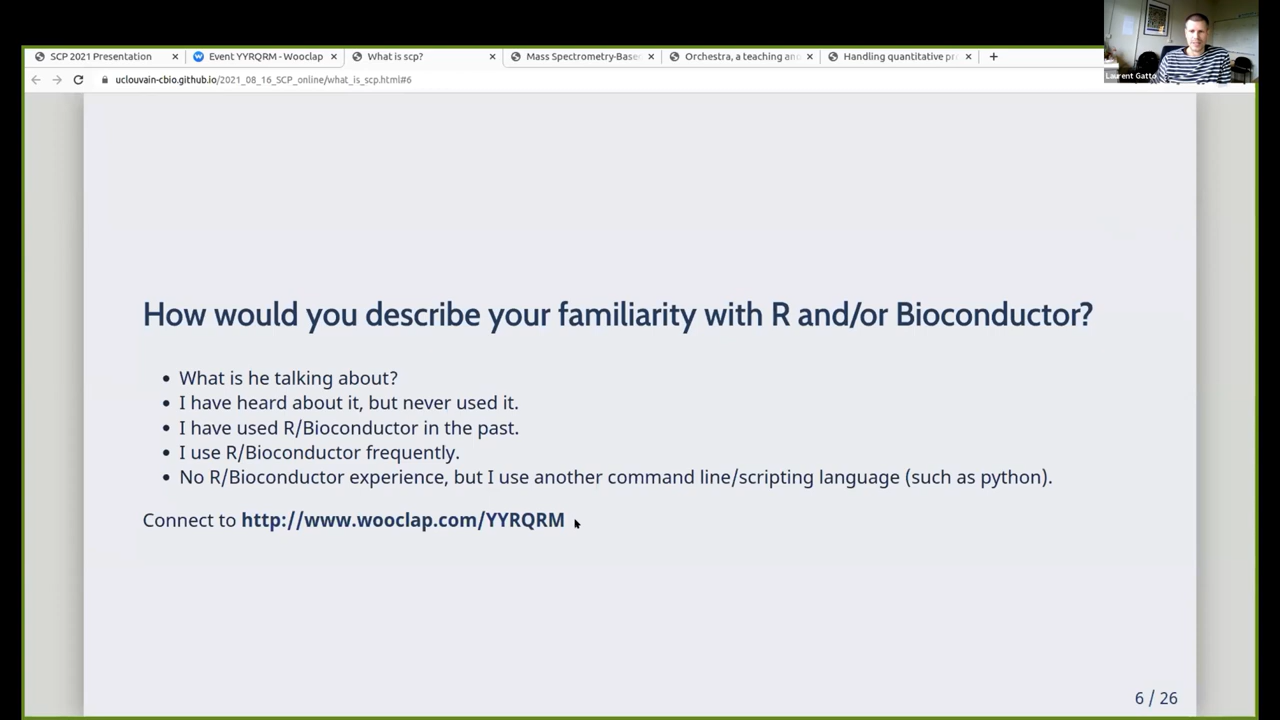 SCP 2021 Presentation
Event YYRQRM - Wooclap
What is scp?
Mass Spectrometry-Base
Orchestra, a teaching an
Handling quantitative pr
uclouvain-cbio.github.io/2021_08_16_SCP_online/what_is_scp.html#6
Laurent Gatto
How would you describe your familiarity with R and/or Bioconductor?
• What is he talking about?
• I have heard about it, but never used it.
• I have used R/Bioconductor in the past.
• I use R/Bioconductor frequently.
• No R/Bioconductor experience, but I use another command line/scripting language (such as python).
Connect to http://www.wooclap.com/YYRQRM
6 / 26